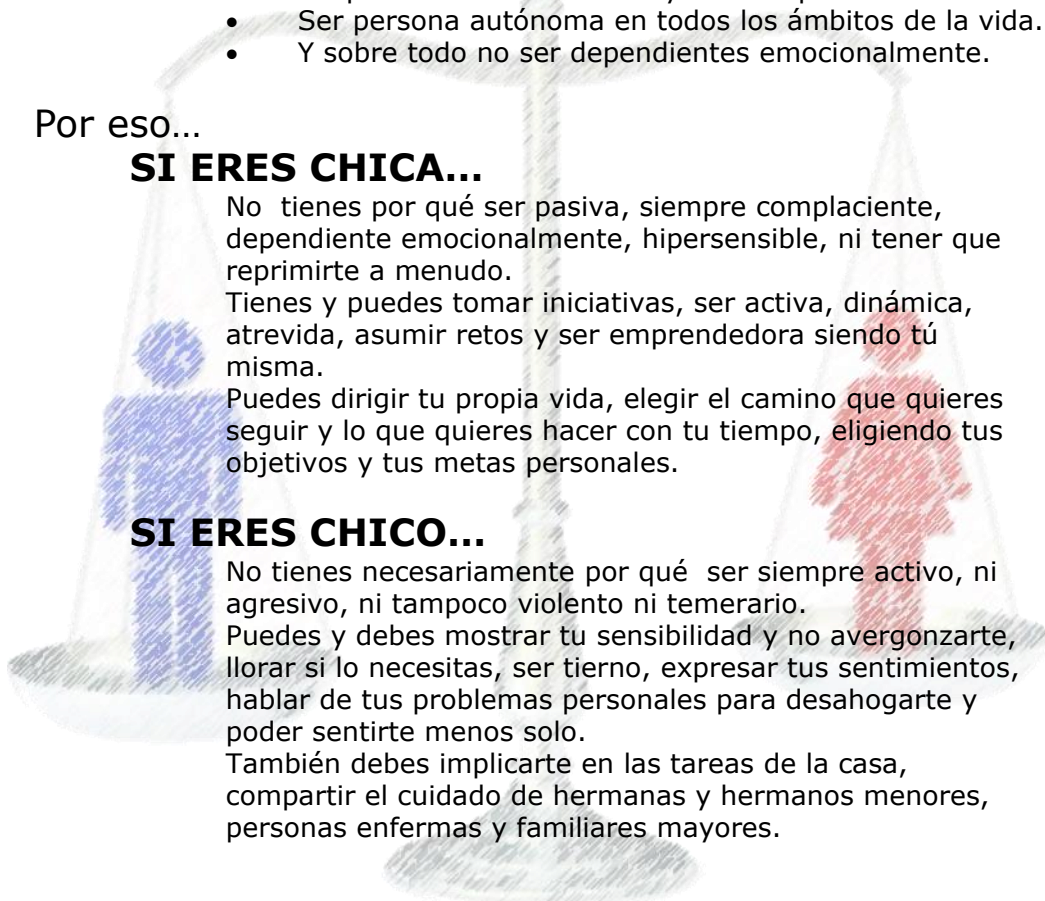 • Ser persona autónoma en todos los ámbitos de la vida.
• Y sobre todo no ser dependientes emocionalmente.
Por eso...
SI ERES CHICA...
No tienes por qué ser pasiva, siempre complaciente,
dependiente emocionalmente, hipersensible, ni tener que
reprimirte a menudo.
Tienes y puedes tomar iniciativas, ser activa, dinámica,
atrevida, asumir retos y ser emprendedora siendo tú
misma.
Puedes dirigir tu propia vida, elegir el camino que quieres
seguir y lo que quieres hacer con tu tiempo, eligiendo tus
objetivos y tus metas personales.
SI ERES CHICO...
No tienes necesariamente por qué ser siempre activo, ni
agresivo, ni tampoco violento ni temerario.
Puedes y debes mostrar tu sensibilidad y no avergonzarte,
llorar si lo necesitas, ser tierno, expresar tus sentimientos,
hablar de tus problemas personales para desahogarte y
poder sentirte menos solo.
También debes implicarte en las tareas de la casa,
compartir el cuidado de hermanas y hermanos menores,
personas enfermas y familiares mayores.